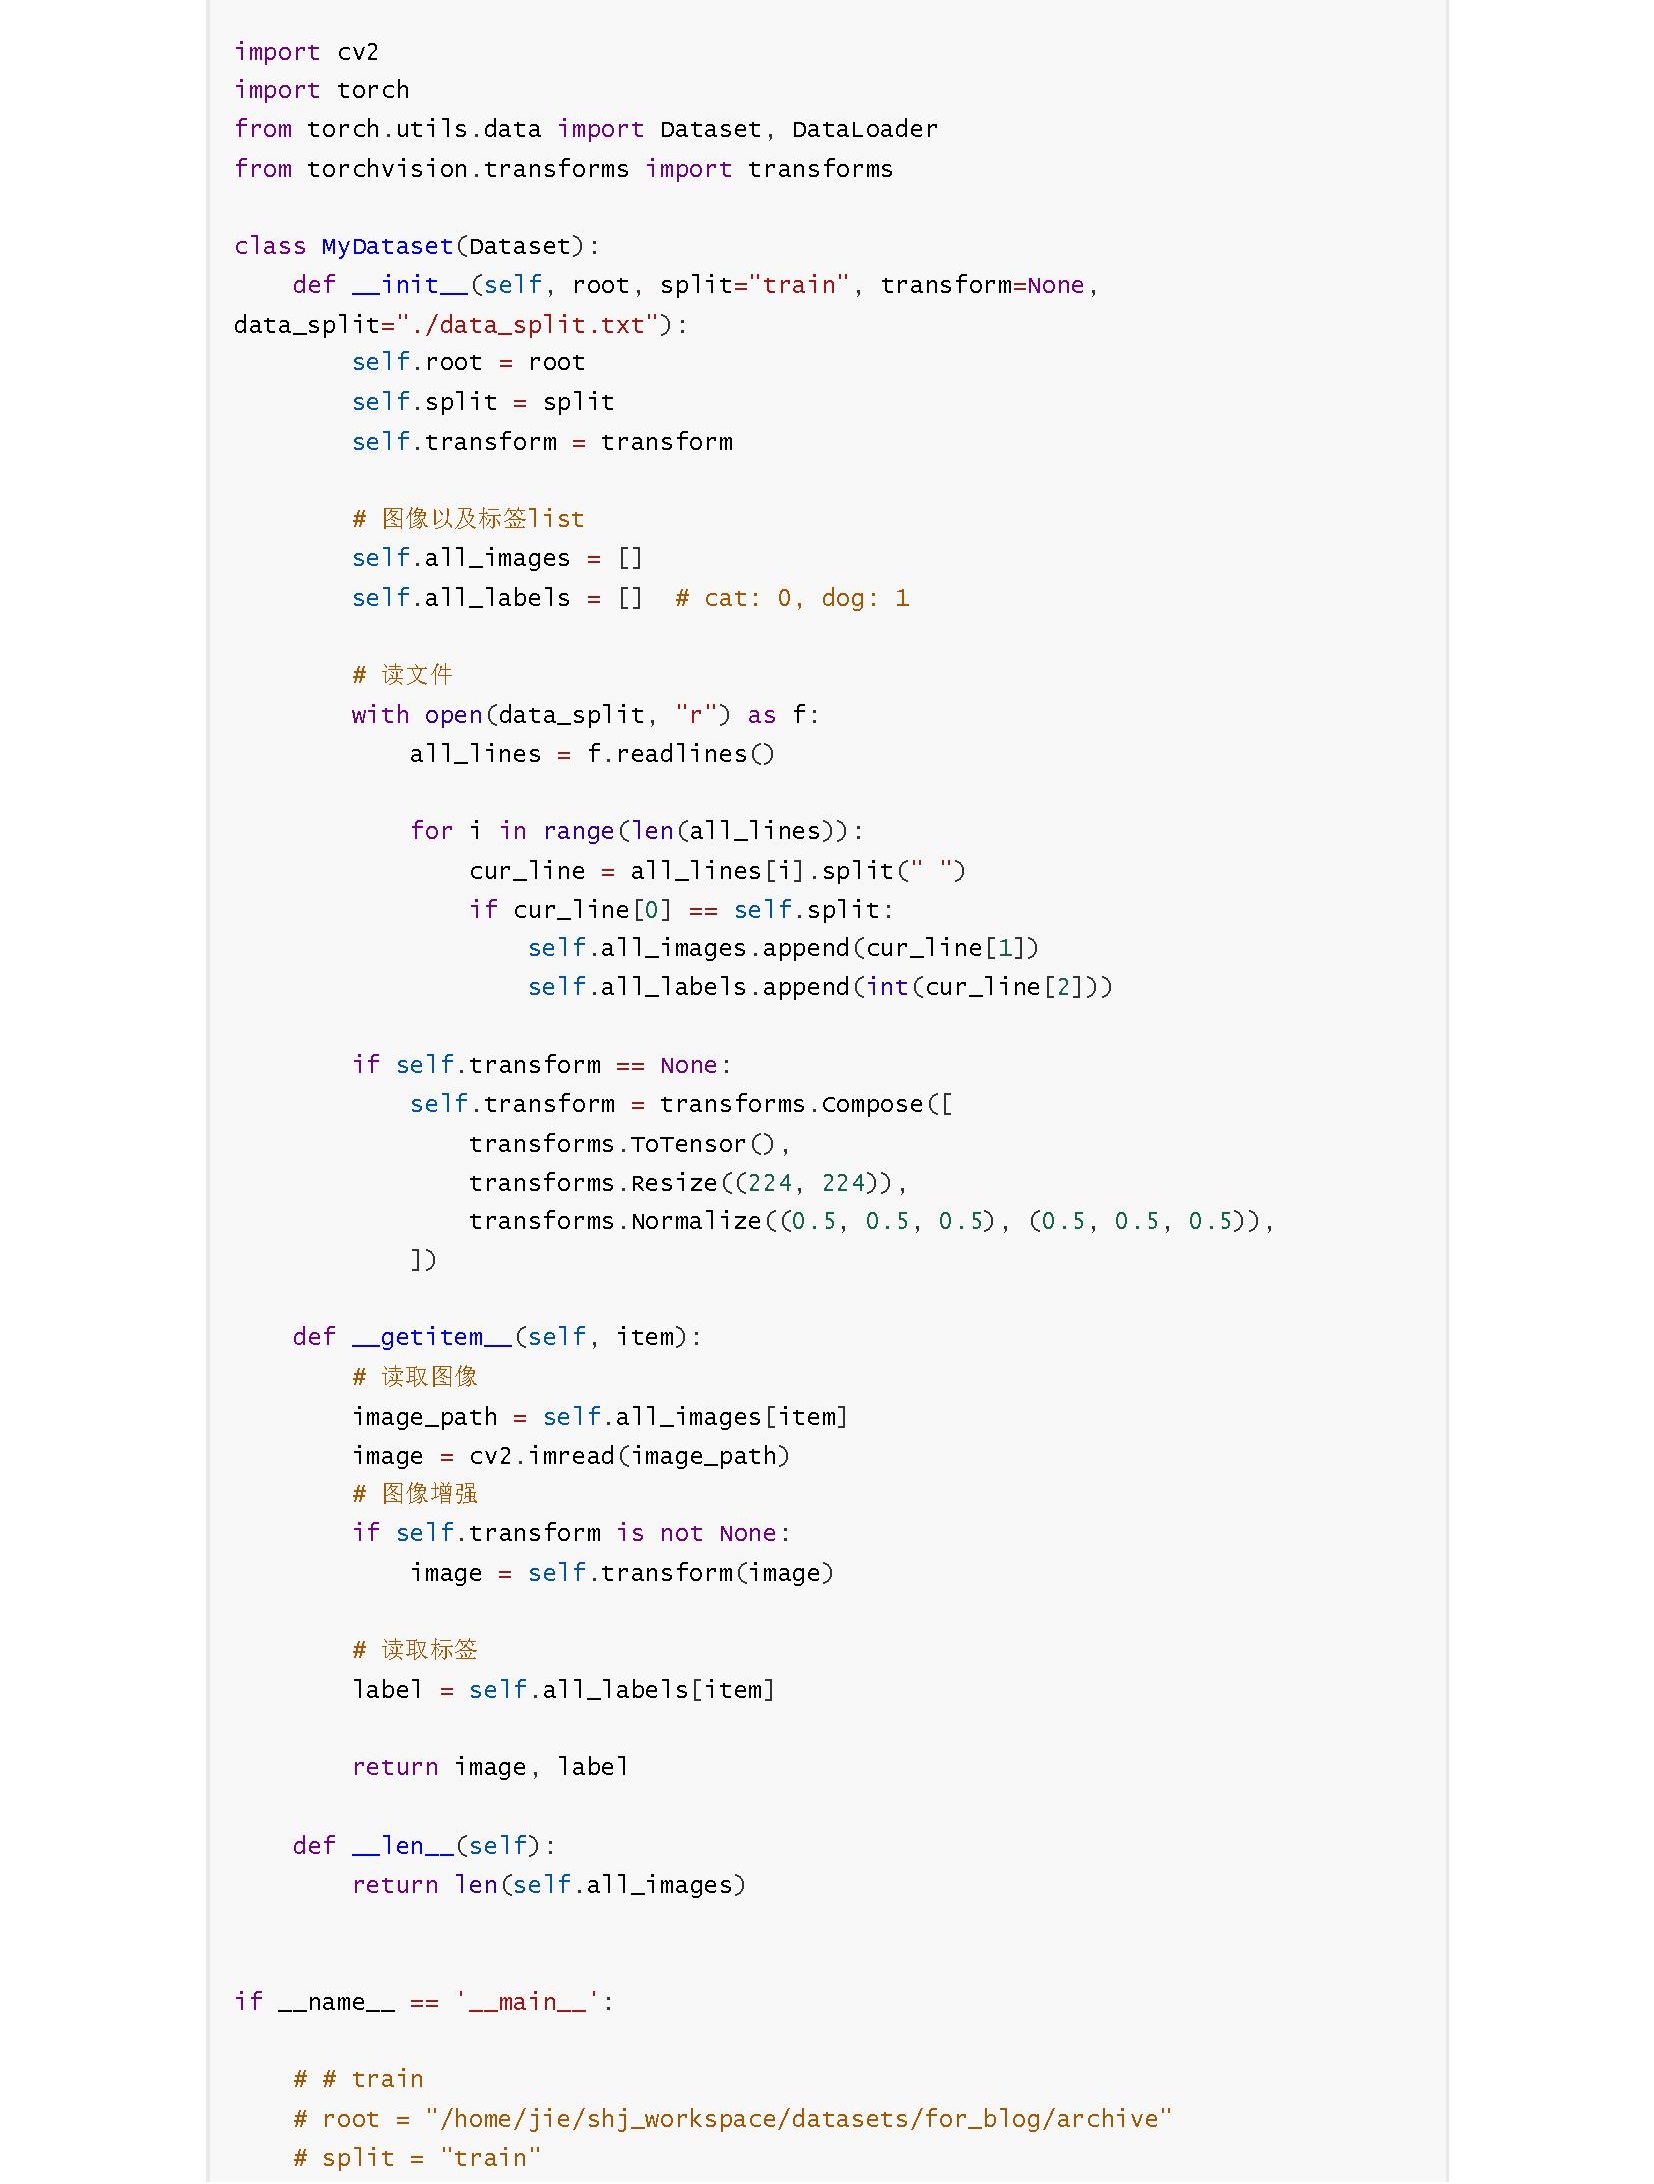 import cv2
import torch
from torch.utils.data import Dataset, DataLoader
from torchvision.transforms import transforms
class MyDataset(Dataset):
    def __init__(self, root, split="train", transform=None,
data_split="./data_split.txt"):
        self.root = root
        self.split = split
        self.transform = transform
        # 图像以及标签list
        self.all_images = []
        self.all_labels = []  # cat: 0, dog: 1
        # 读文件
        with open(data_split, "r") as f:
            all_lines = f.readlines()
            for i in range(len(all_lines)):
                cur_line = all_lines[i].split(" ")
                if cur_line[0] == self.split:
                    self.all_images.append(cur_line[1])
                    self.all_labels.append(int(cur_line[2]))
        if self.transform == None:
            self.transform = transforms.Compose([
                transforms.ToTensor(),
                transforms.Resize((224, 224)),
                transforms.Normalize((0.5, 0.5, 0.5), (0.5, 0.5, 0.5)),
            ])
    def __getitem__(self, item):
        # 读取图像
        image_path = self.all_images[item]
        image = cv2.imread(image_path)
        # 图像增强
        if self.transform is not None:
            image = self.transform(image)
        # 读取标签
        label = self.all_labels[item]
        return image, label
    def __len__(self):
        return len(self.all_images)
if __name__ == '__main__':
    # # train
    # root = "/home/jie/shj_workspace/datasets/for_blog/archive"
    # split = "train"